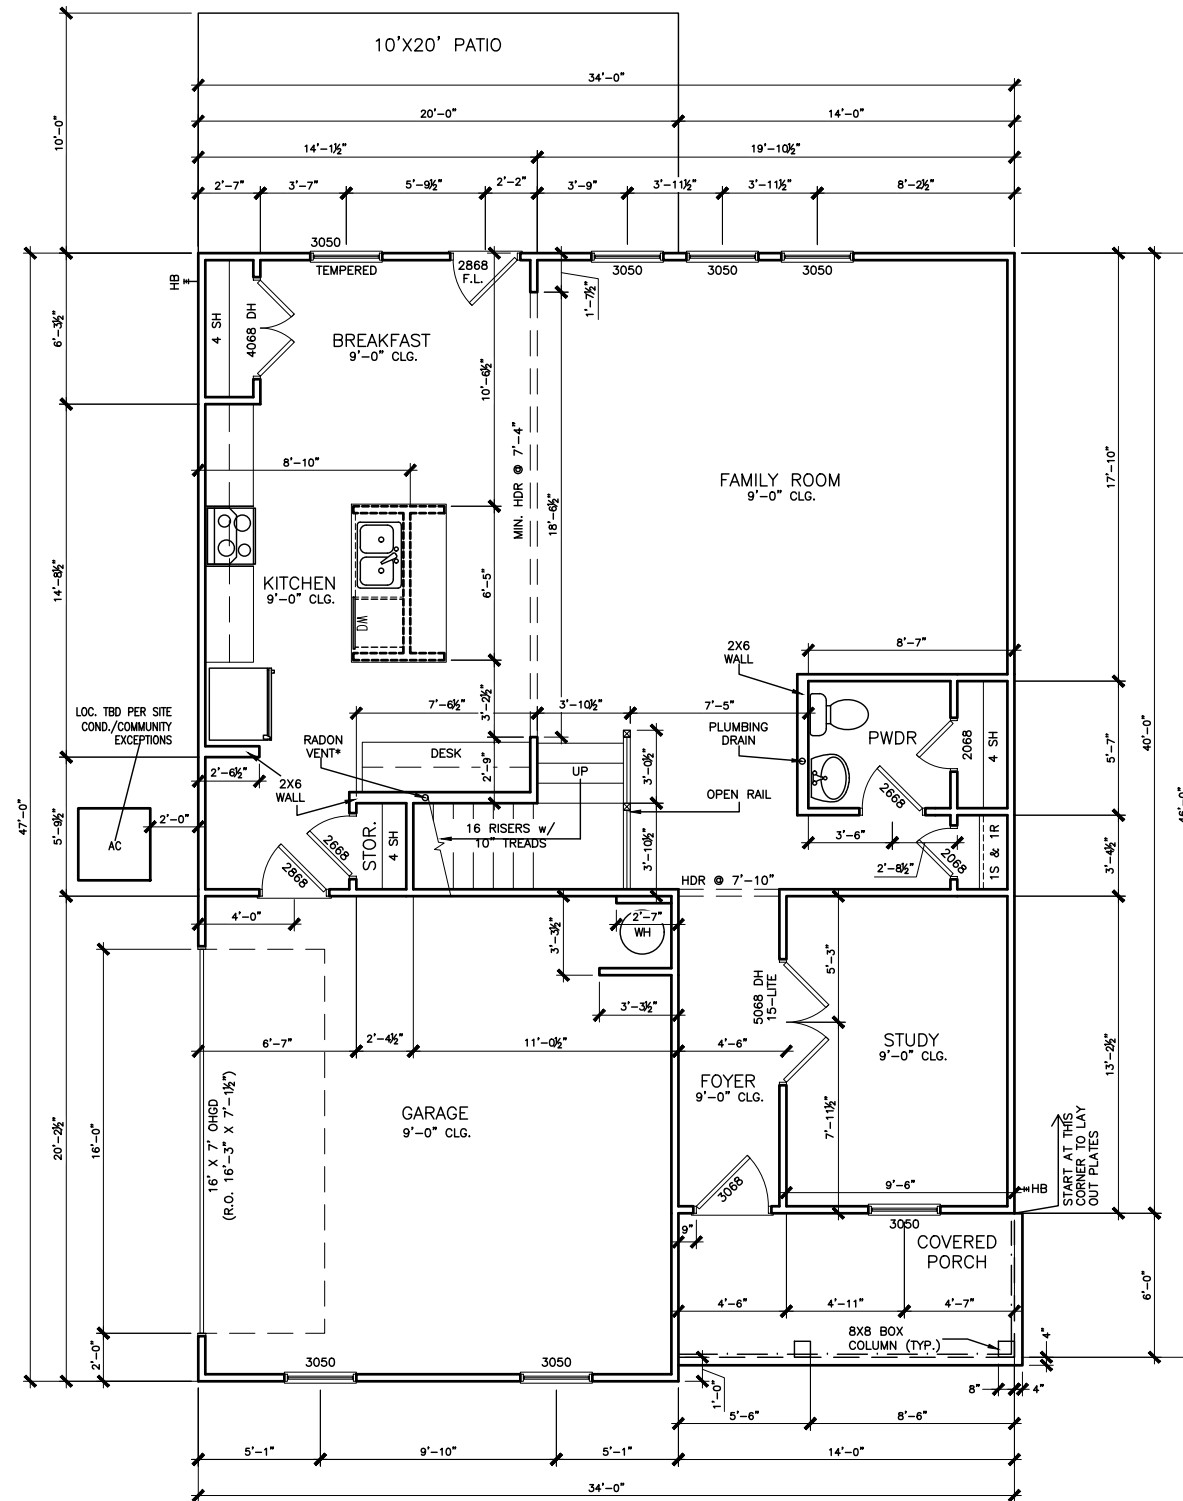 10'X20' PATIO
34'-0"
20'-0"
14'-0"
14'-1½"
19'-10½"
2'-7"
3'-7"
5'-9½"
2'-2"
3'-9"
3'-11½"
3'-11½"
8'-2½"
10'-0"
3050
TEMPERED
2868
F.L.
3050
3050
3050
HB
1'-7½"
4 SH
4068 DH
6'-3½"
BREAKFAST
9'-0" CLG.
10'-6½"
MIN. HDR @ 7'-4"
18'-6½"
17'-10"
8'-10"
FAMILY ROOM
9'-0" CLG.
14'-8½"
KITCHEN
9'-0" CLG.
6'-5"
DW
2X6
WALL
8'-7"
LOC. TBD PER SITE
COND./COMMUNITY
EXCEPTIONS
7'-6½"
3'-2½"
3'-10½"
7'-5"
RADON
VENT*
DESK
2'-9"
UP
3'-0½"
PLUMBING
DRAIN
PWDR
2068
4 SH
5'-7"
40'-0"
2'-6½"
2X6
WALL
OPEN RAIL
2668
47'-0"
5'-9½"
2'-0"
AC
16 RISERS W/
10" TREADS
STOR.
4 SH
2668
2868
3'-10½"
3'-6"
2'-8½"
2068
1S & 1R
3'-4½"
46'-0"
HDR @ 7'-10"
4'-0"
3'-3½"
2'-7"
WH
3'-3½"
5068 DH
15-LITE
5'-3"
6'-7"
2'-4½"
11'-0½"
4'-6"
STUDY
9'-0" CLG.
FOYER
9'-0" CLG.
13'-2½"
20'-2½"
16'-0"
16' X 7' OHGD
(R.O. 16'-3" X 7'-1½")
GARAGE
9'-0" CLG.
7'-11½"
START AT THIS
CORNER TO LAY
OUT PLATES
3068
9'-6"
HB
3050
9"
COVERED
PORCH
6'-0"
4'-6"
4'-11"
4'-7"
8X8 BOX
COLUMN (TYP.)
4"
2'-0"
3050
3050
1'-0"
8"
4"
5'-6"
8'-6"
5'-1"
9'-10"
5'-1"
14'-0"
34'-0"